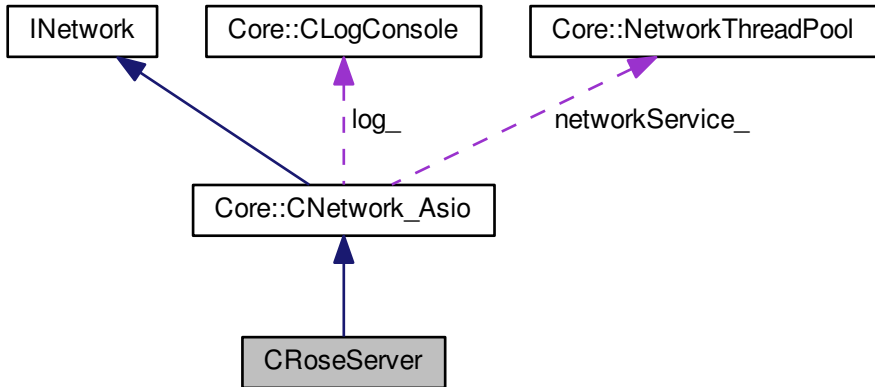 INetwork
Core::CLogConsole
Core::NetworkThreadPool
log_
networkService_
Core::CNetwork_Asio
CRoseServer